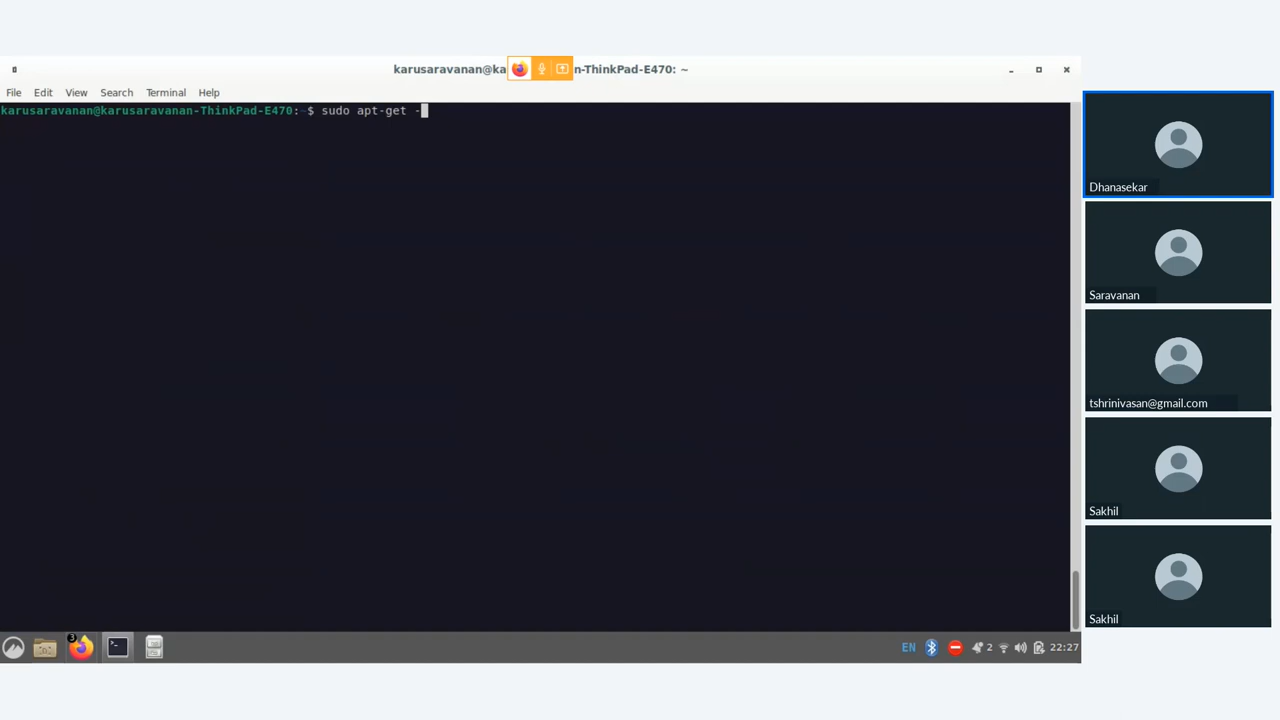 karusaravanan@ka
n-ThinkPad-E470: ~
File Edit View Search Terminal Help
karusaravanan@karusaravanan-ThinkPad-E470:~$ sudo apt-get -
Dhanasekar
Saravanan
tshrinivasan@gmail.com
Sakhil
Sakhil
3
EN
2
22:27